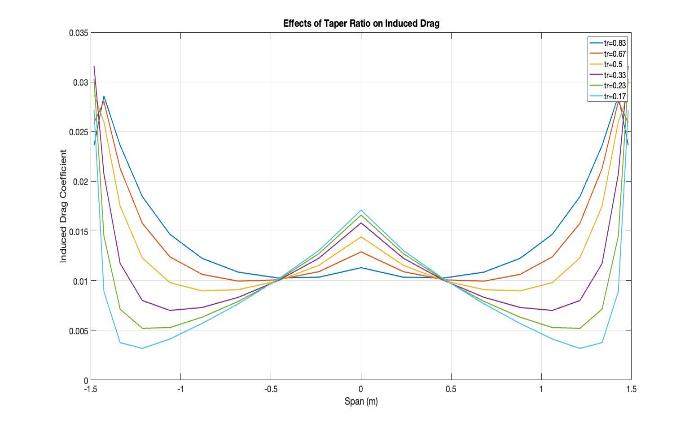 Effects of Taper Ratio on Induced Drag
0.035
0.03
0.025
0.02
0.015
0.01
0.005
0
Induced Drag Coefficient
-1.5 -1 -0.5 0 0.5 1 1.5
Span (m)
tr=0.83
tr=0.67
tr=0.5
tr=0.33
tr=0.23
tr=0.17